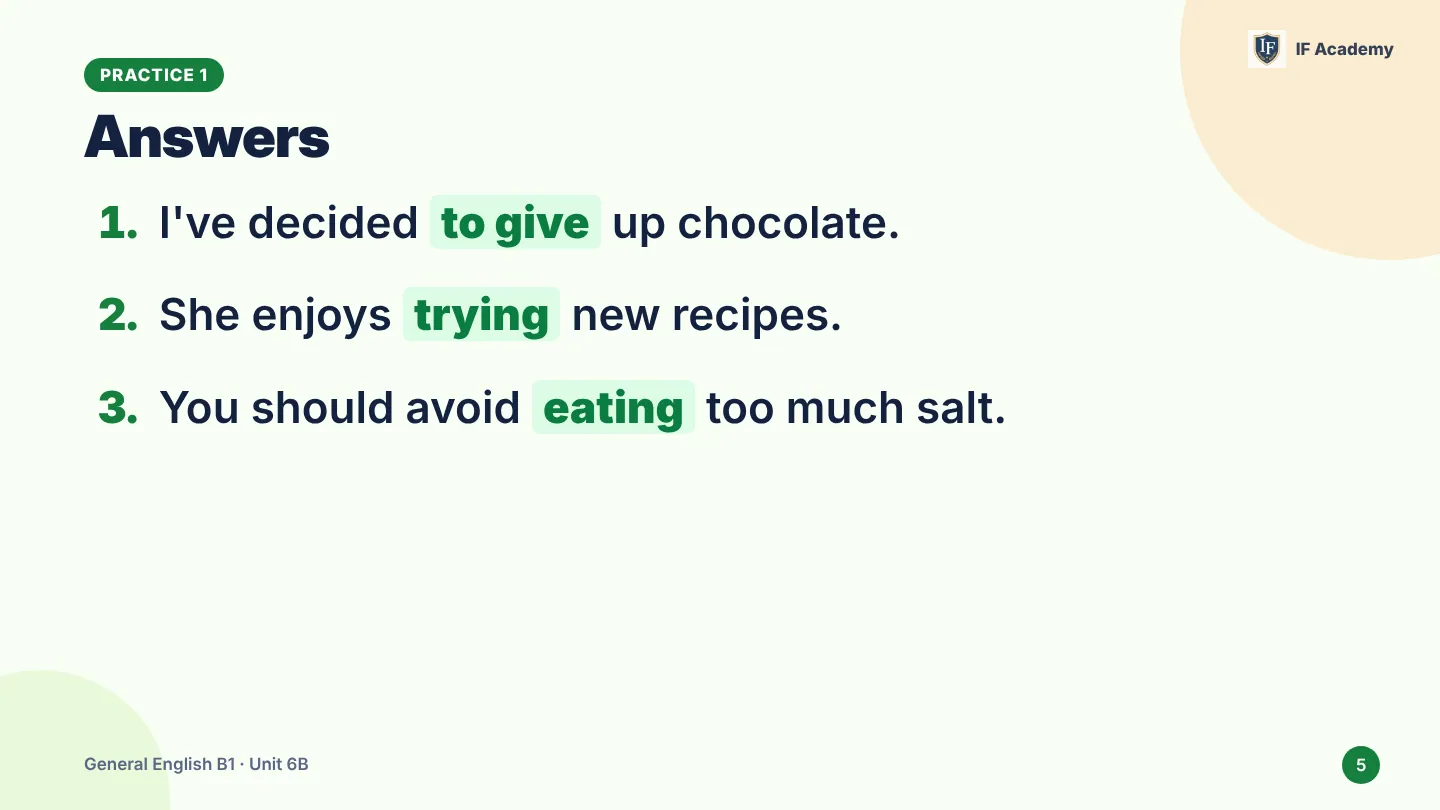 IF
IF Academy
PRACTICE 1
Answers
1. I've decided to give up chocolate.
2. She enjoys trying new recipes.
3. You should avoid eating too much salt.
General English B1 · Unit 6B
5